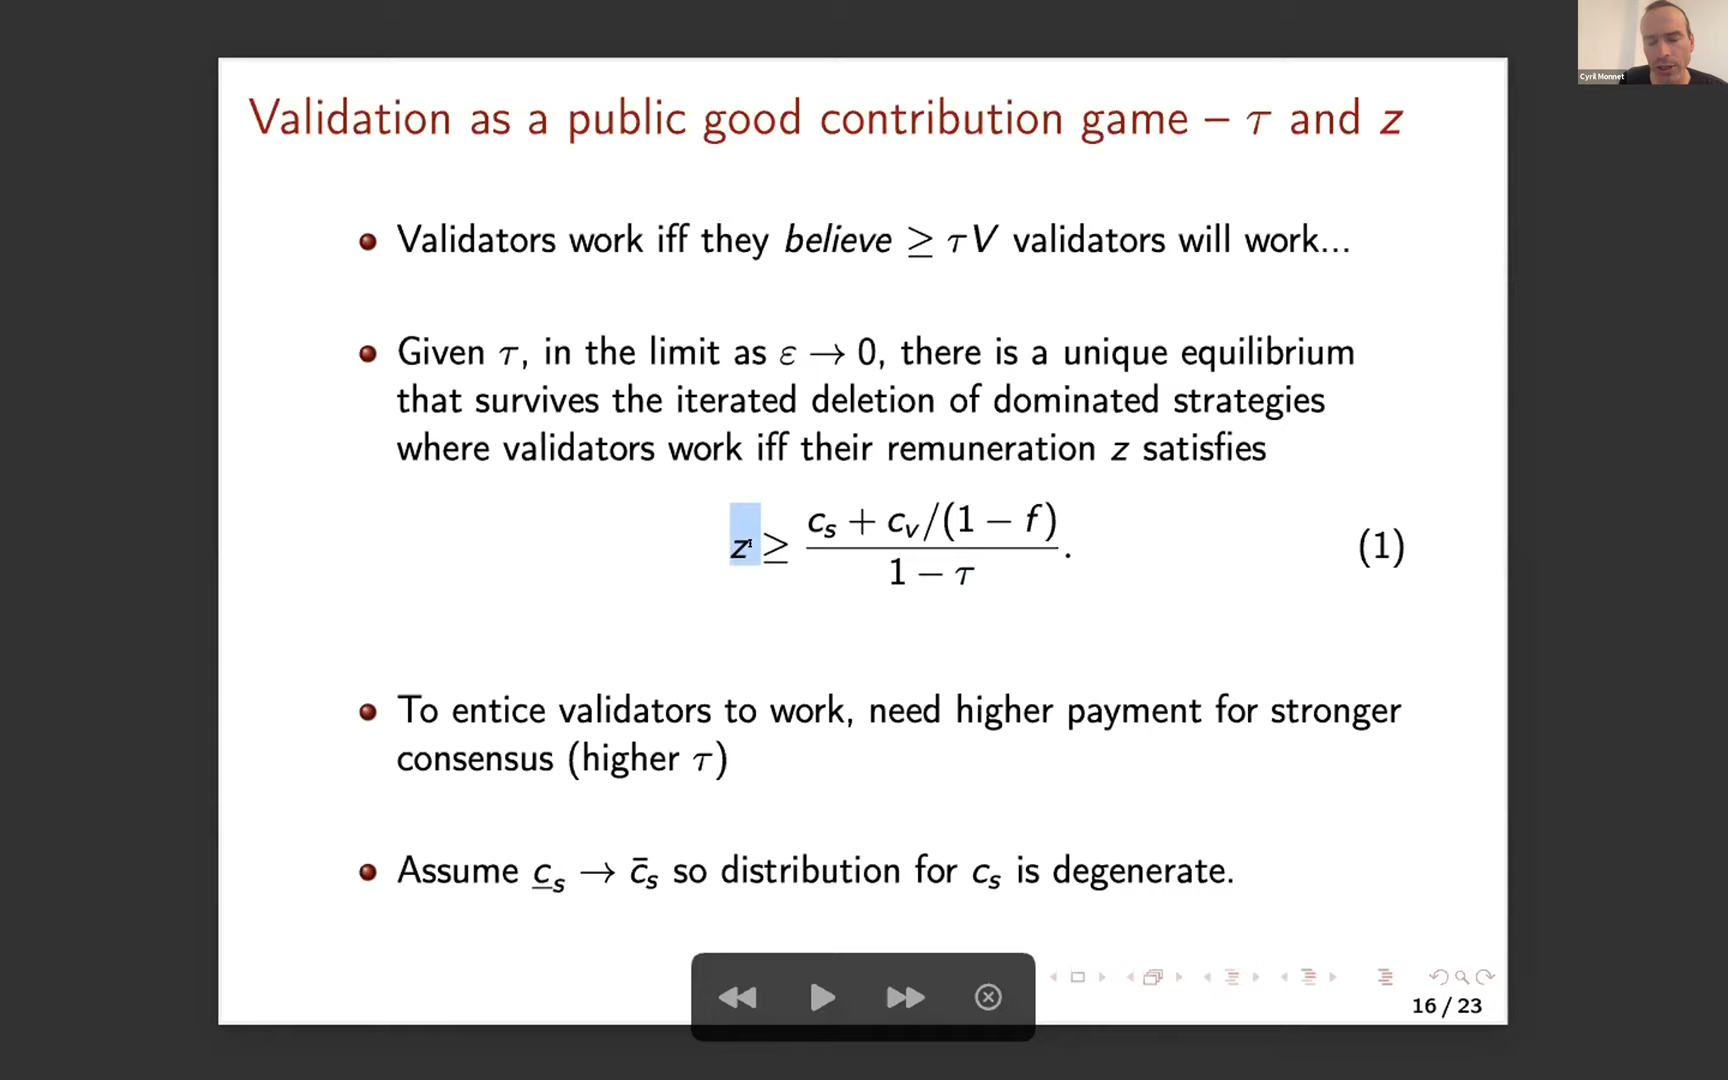 Cyril Monnet
Validation as a public good contribution game – τ and z
Validators work iff they believe ≥ τV validators will work...
Given τ, in the limit as ε → 0, there is a unique equilibrium
that survives the iterated deletion of dominated strategies
where validators work iff their remuneration z satisfies
z ≥ (c_s + c_v/(1 − f))/(1 − τ). (1)
To entice validators to work, need higher payment for stronger
consensus (higher τ)
Assume c̲_s → c̄_s so distribution for c_s is degenerate.
16 / 23